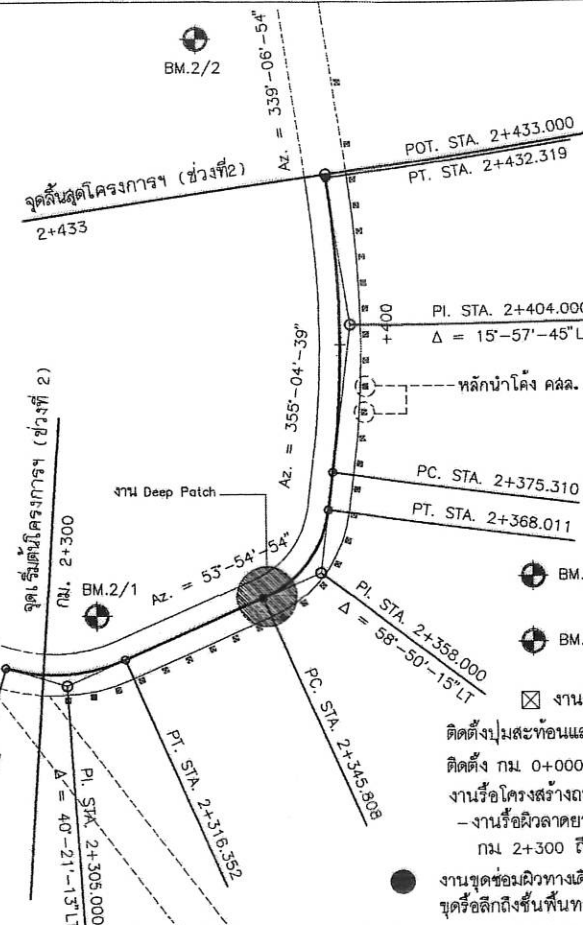 BM.2/2
Az. = 339°-06'-54"
POT. STA. 2+433.000
PT. STA. 2+432.319
จุดสิ้นสุดโครงการฯ (ช่วงที่2)
2+433
PI. STA. 2+404.000
Δ = 15°-57'-45"L
+400
หลักนำโค้ง คสล.
Az. = 355°-04'-39"
PC. STA. 2+375.310
PT. STA. 2+368.011
จุดเริ่มต้นโครงการฯ (ช่วงที่ 2)
กม. 2+300
งาน Deep Patch
BM.2/1
Az. = 53°-54'-54"
BM.
PI. STA. 2+358.000
Δ = 58°-50'-15"LT
BM.
PC. STA. 2+345.808
PT. STA. 2+316.352
PI. STA. 2+305.000
Δ = 40°-21'-13"LT
งาน
ติดตั้งปุ่มสะท้อนแ
ติดตั้ง กม 0+000
งานรื้อโครงสร้างถ
-งานรื้อผิวลาดย
กม 2+300 ถึ
งานขุดซ่อมผิวทางเดิ
ขุดรื้อลึกถึงชั้นพื้นท